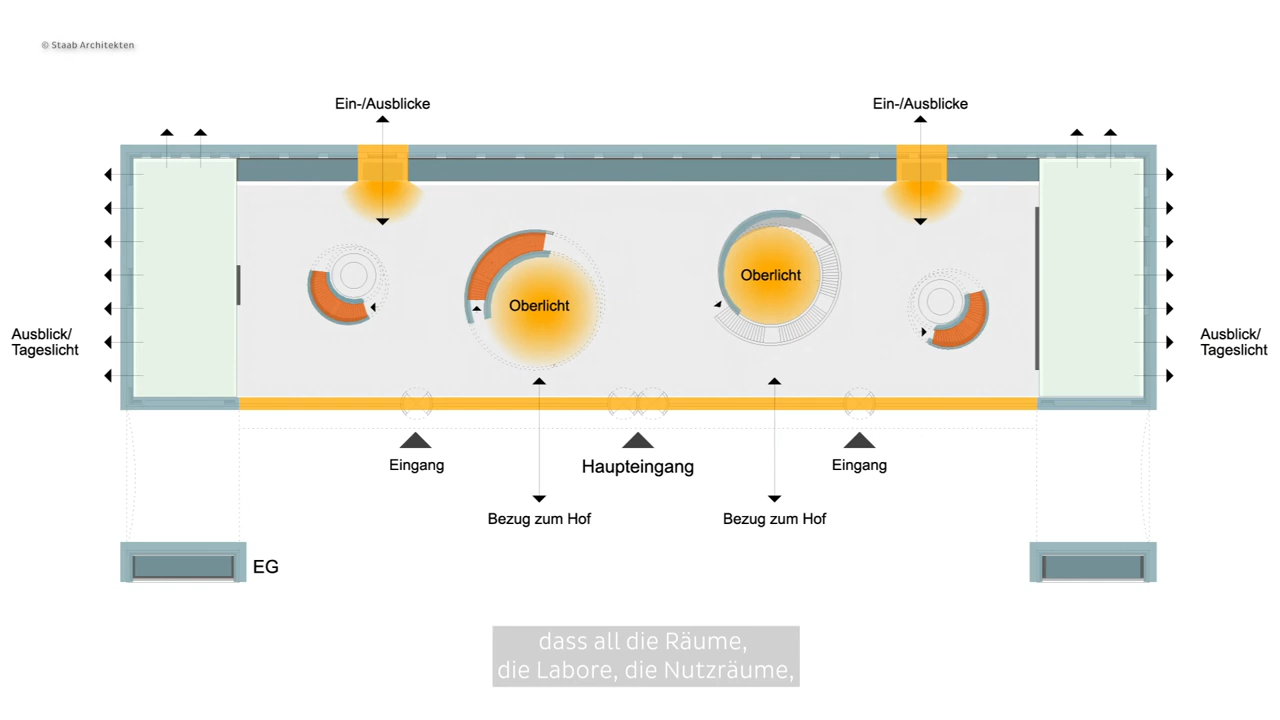 © Staab Architekten
Ein-/Ausblicke
Ein-/Ausblicke
Oberlicht
Oberlicht
Ausblick/
Tageslicht
Ausblick/
Tageslicht
Eingang
Haupteingang
Eingang
Bezug zum Hof
Bezug zum Hof
EG
dass all die Räume,
die Labore, die Nutzräume,